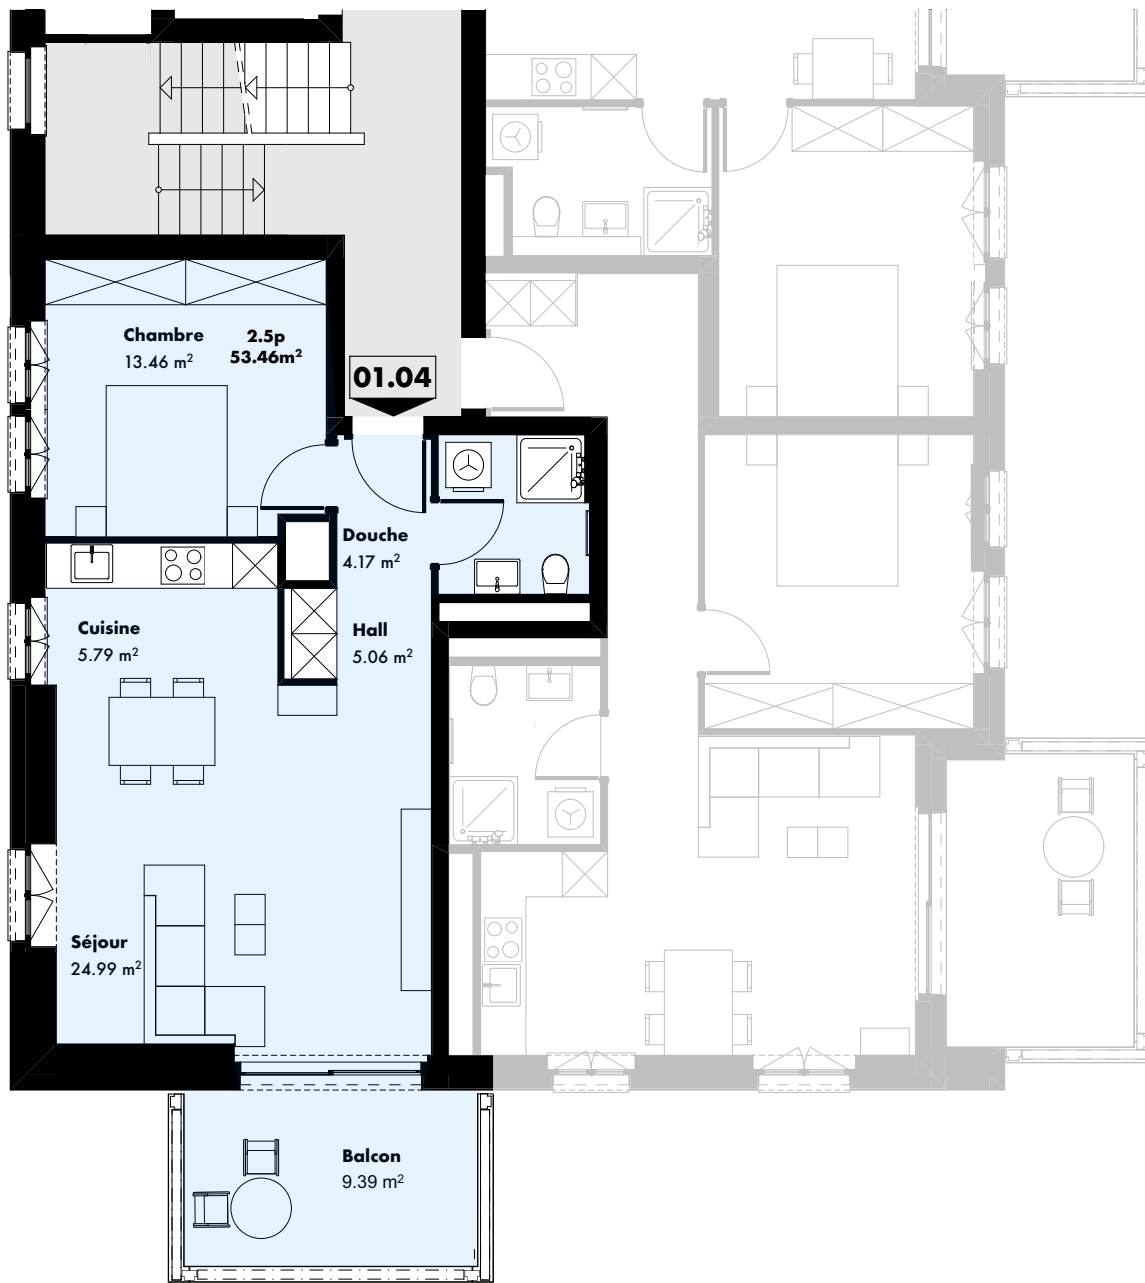 Chambre
13.46 m²
2.5p
53.46m²
01.04
Douche
4.17 m²
Cuisine
5.79 m²
Hall
5.06 m²
Séjour
24.99 m²
Balcon
9.39 m²